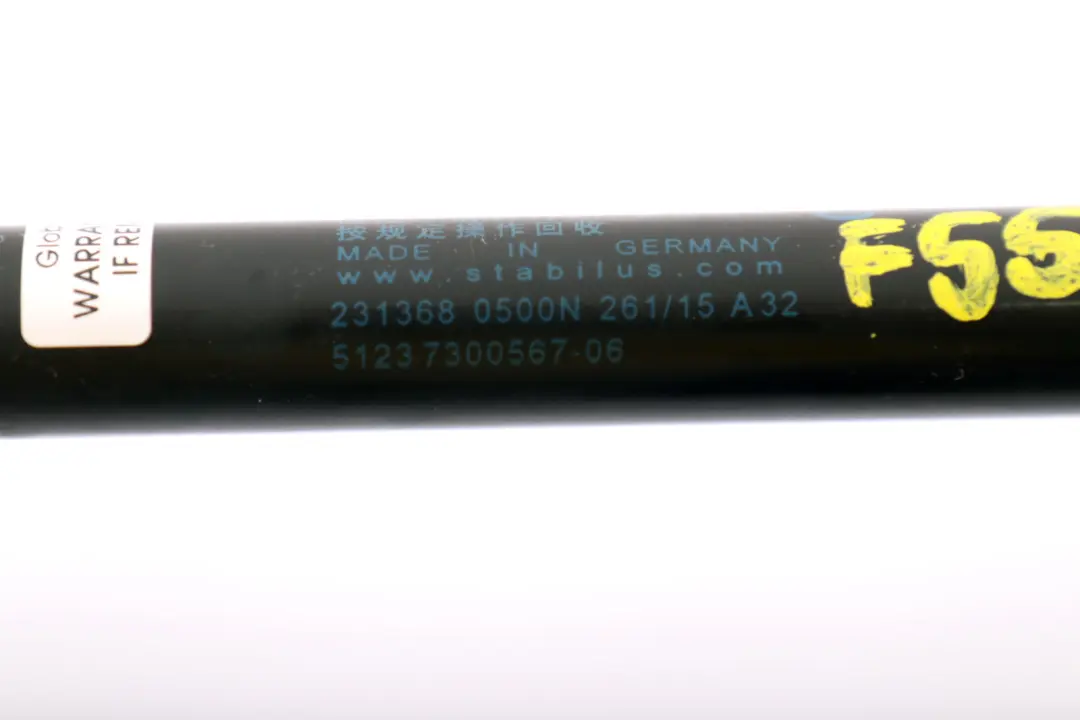 Glob
WARRA
IF RE
按规定操作回收
MADE IN GERMANY
www.stabilus.com
231368 0500N 261/15 A32
51237300567-06
F55